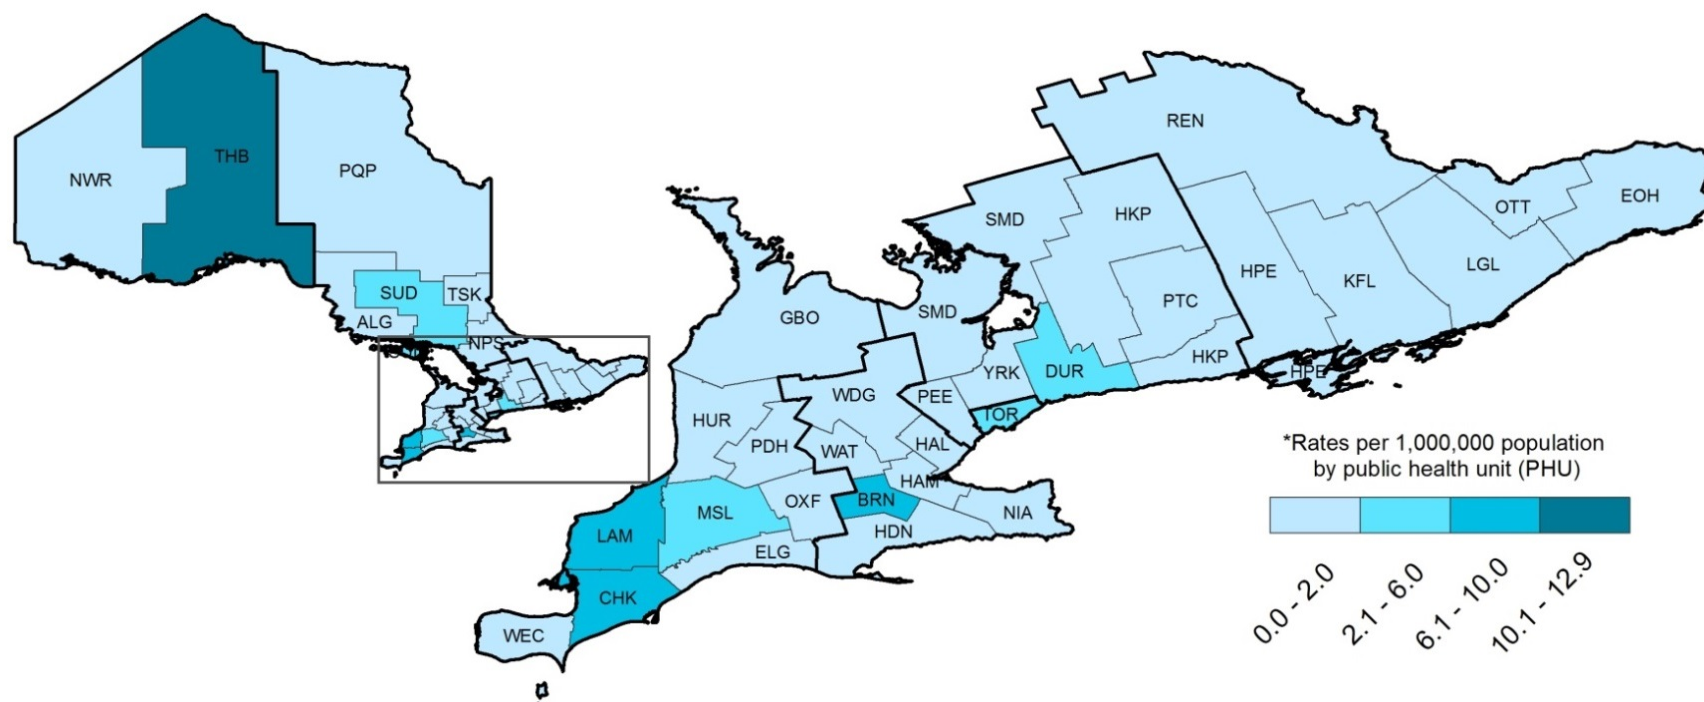 NWR
THB
PQP
SUD
TSK
ALG
NPS
REN
SMD
HKP
OTT
EOH
HPE
KFL
LGL
PTC
GBO
SMD
YRK
DUR
HKP
HPE
WDG
PEE
TOR
HUR
PDH
WAT
HAL
HAM
MSL
OXF
BRN
NIA
LAM
HDN
ELG
CHK
WEC
*Rates per 1,000,000 population
by public health unit (PHU)
0.0 - 2.0
2.1 - 6.0
6.1 - 10.0
10.1 - 12.9